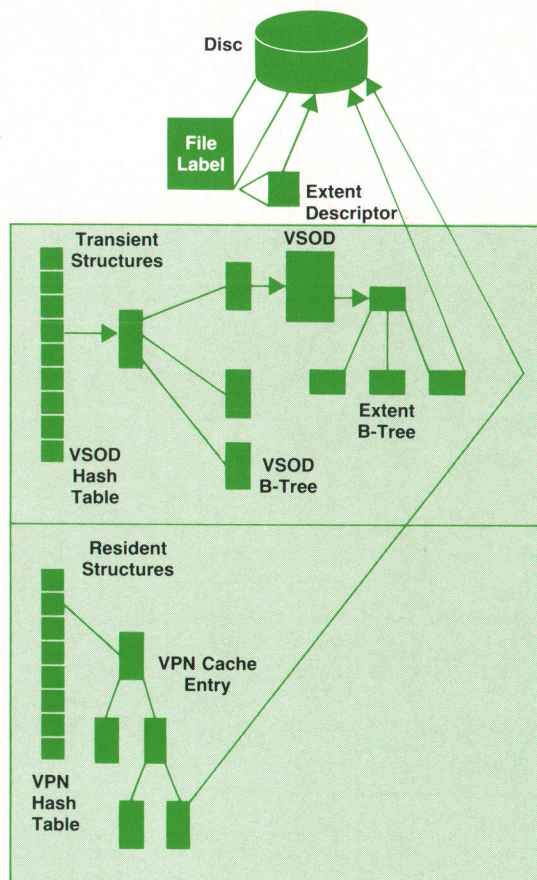 Disc
File
Label
Extent
Descriptor
Transient
Structures
VSOD
VSOD
Hash
Table
VSOD
B-Tree
Extent
B-Tree
Resident
Structures
VPN Cache
Entry
VPN
Hash
Table